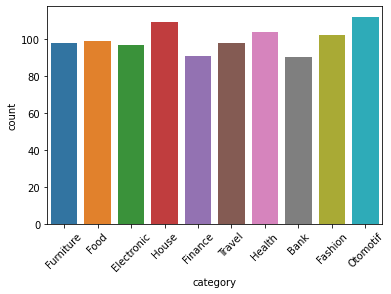 count
100
80
60
40
20
0
Furniture
Food
Electronic
House
Finance
Travel
Health
Bank
Fashion
Otomotif
category